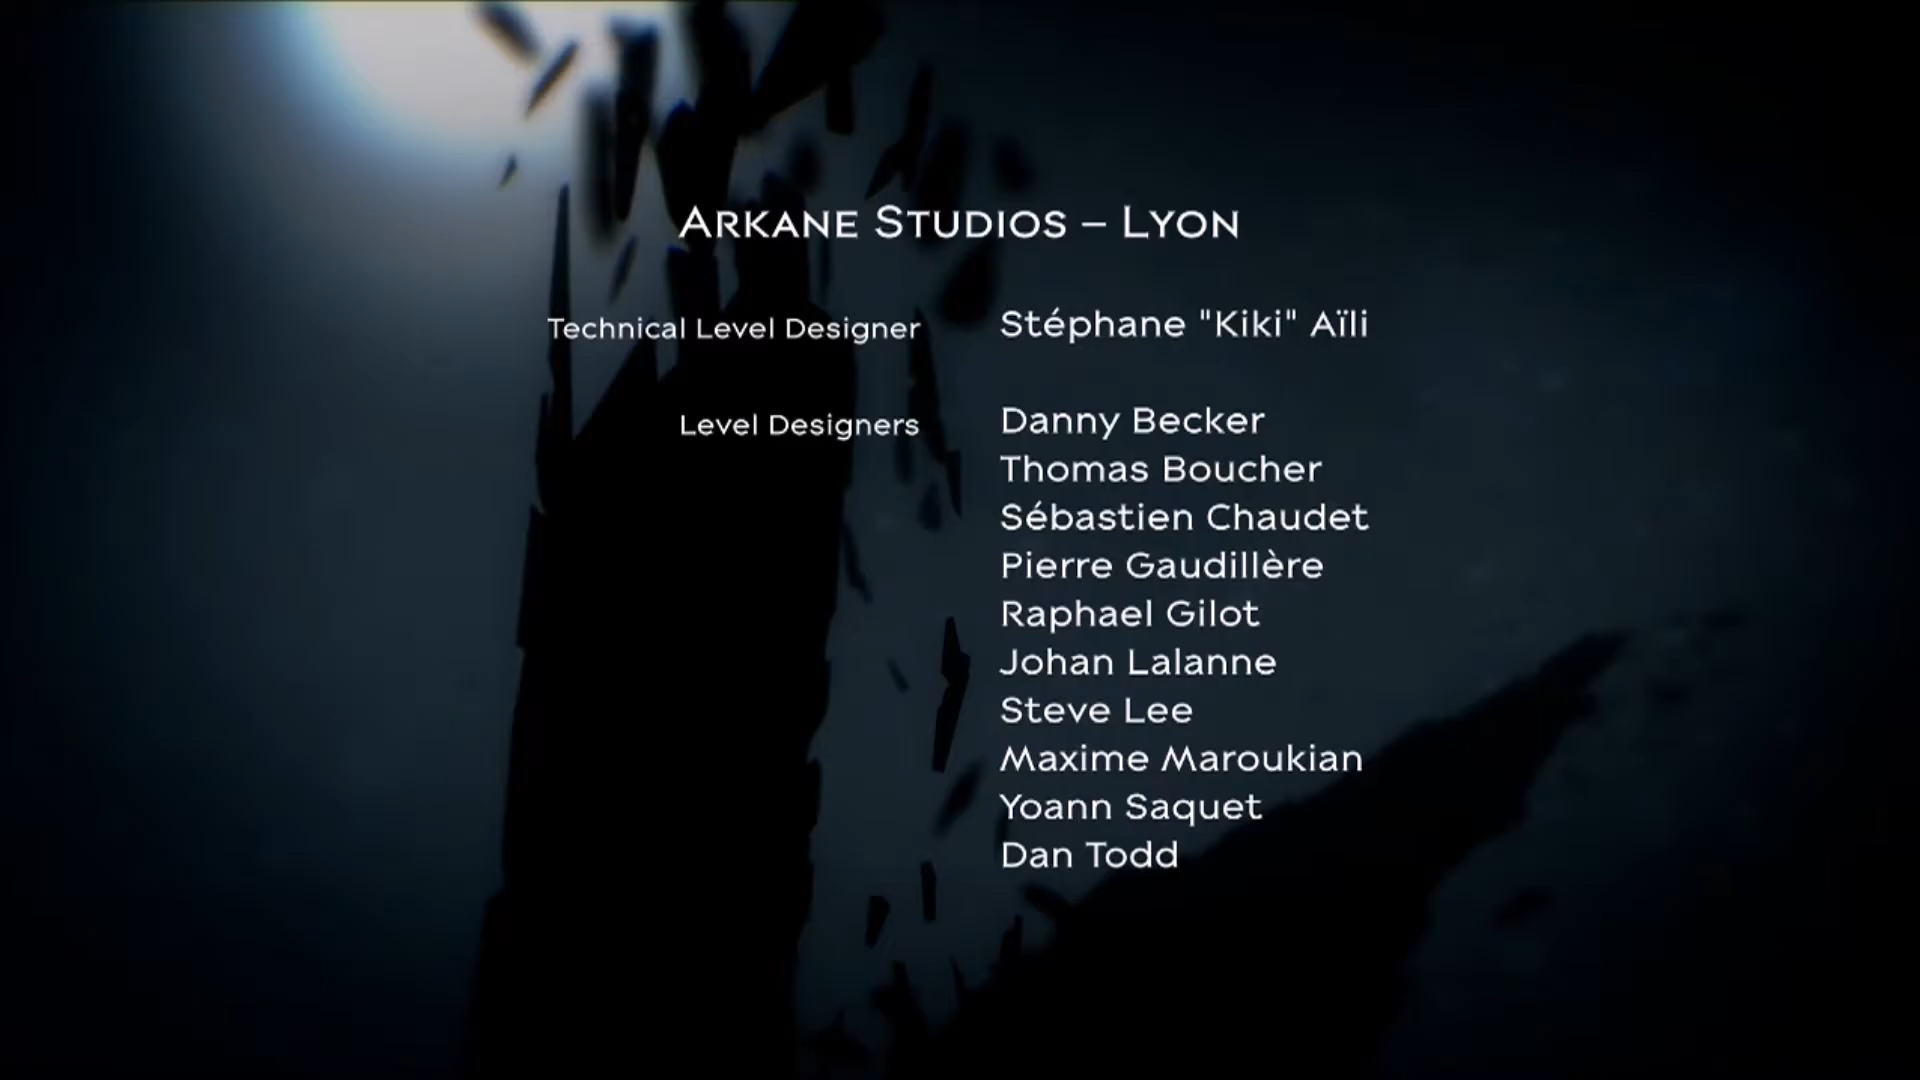 Arkane Studios – Lyon
Technical Level Designer Stéphane "Kiki" Aïli
Level Designers Danny Becker
Thomas Boucher
Sébastien Chaudet
Pierre Gaudillère
Raphael Gilot
Johan Lalanne
Steve Lee
Maxime Maroukian
Yoann Saquet
Dan Todd